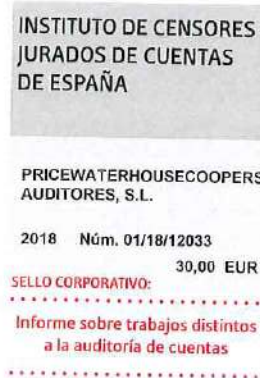 INSTITUTO DE CENSORES
JURADOS DE CUENTAS
DE ESPAÑA
PRICEWATERHOUSECOOPERS
AUDITORES, S.L.
2018 Núm. 01/18/12033
30,00 EUR
SELLO CORPORATIVO:
Informe sobre trabajos distintos
a la auditoría de cuentas